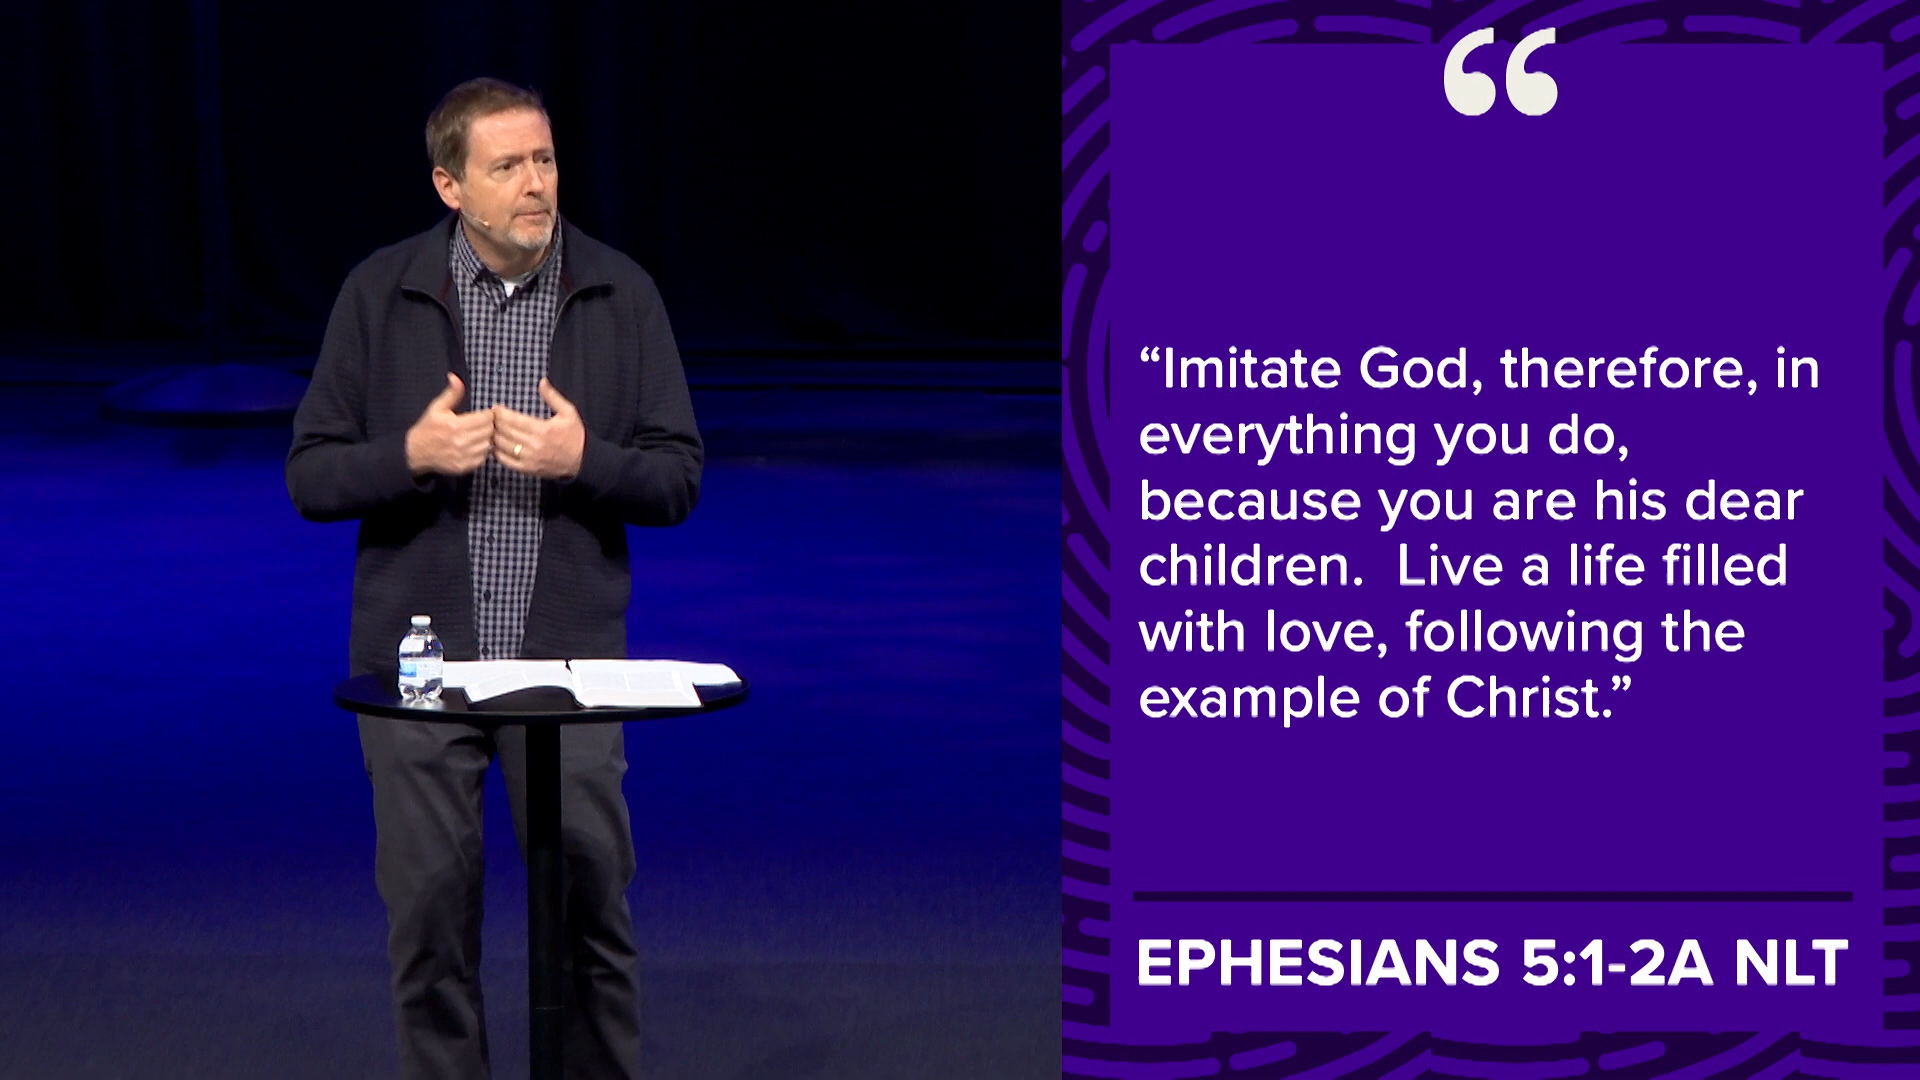 “Imitate God, therefore, in
everything you do,
because you are his dear
children.  Live a life filled
with love, following the
example of Christ.”
EPHESIANS 5:1-2A NLT